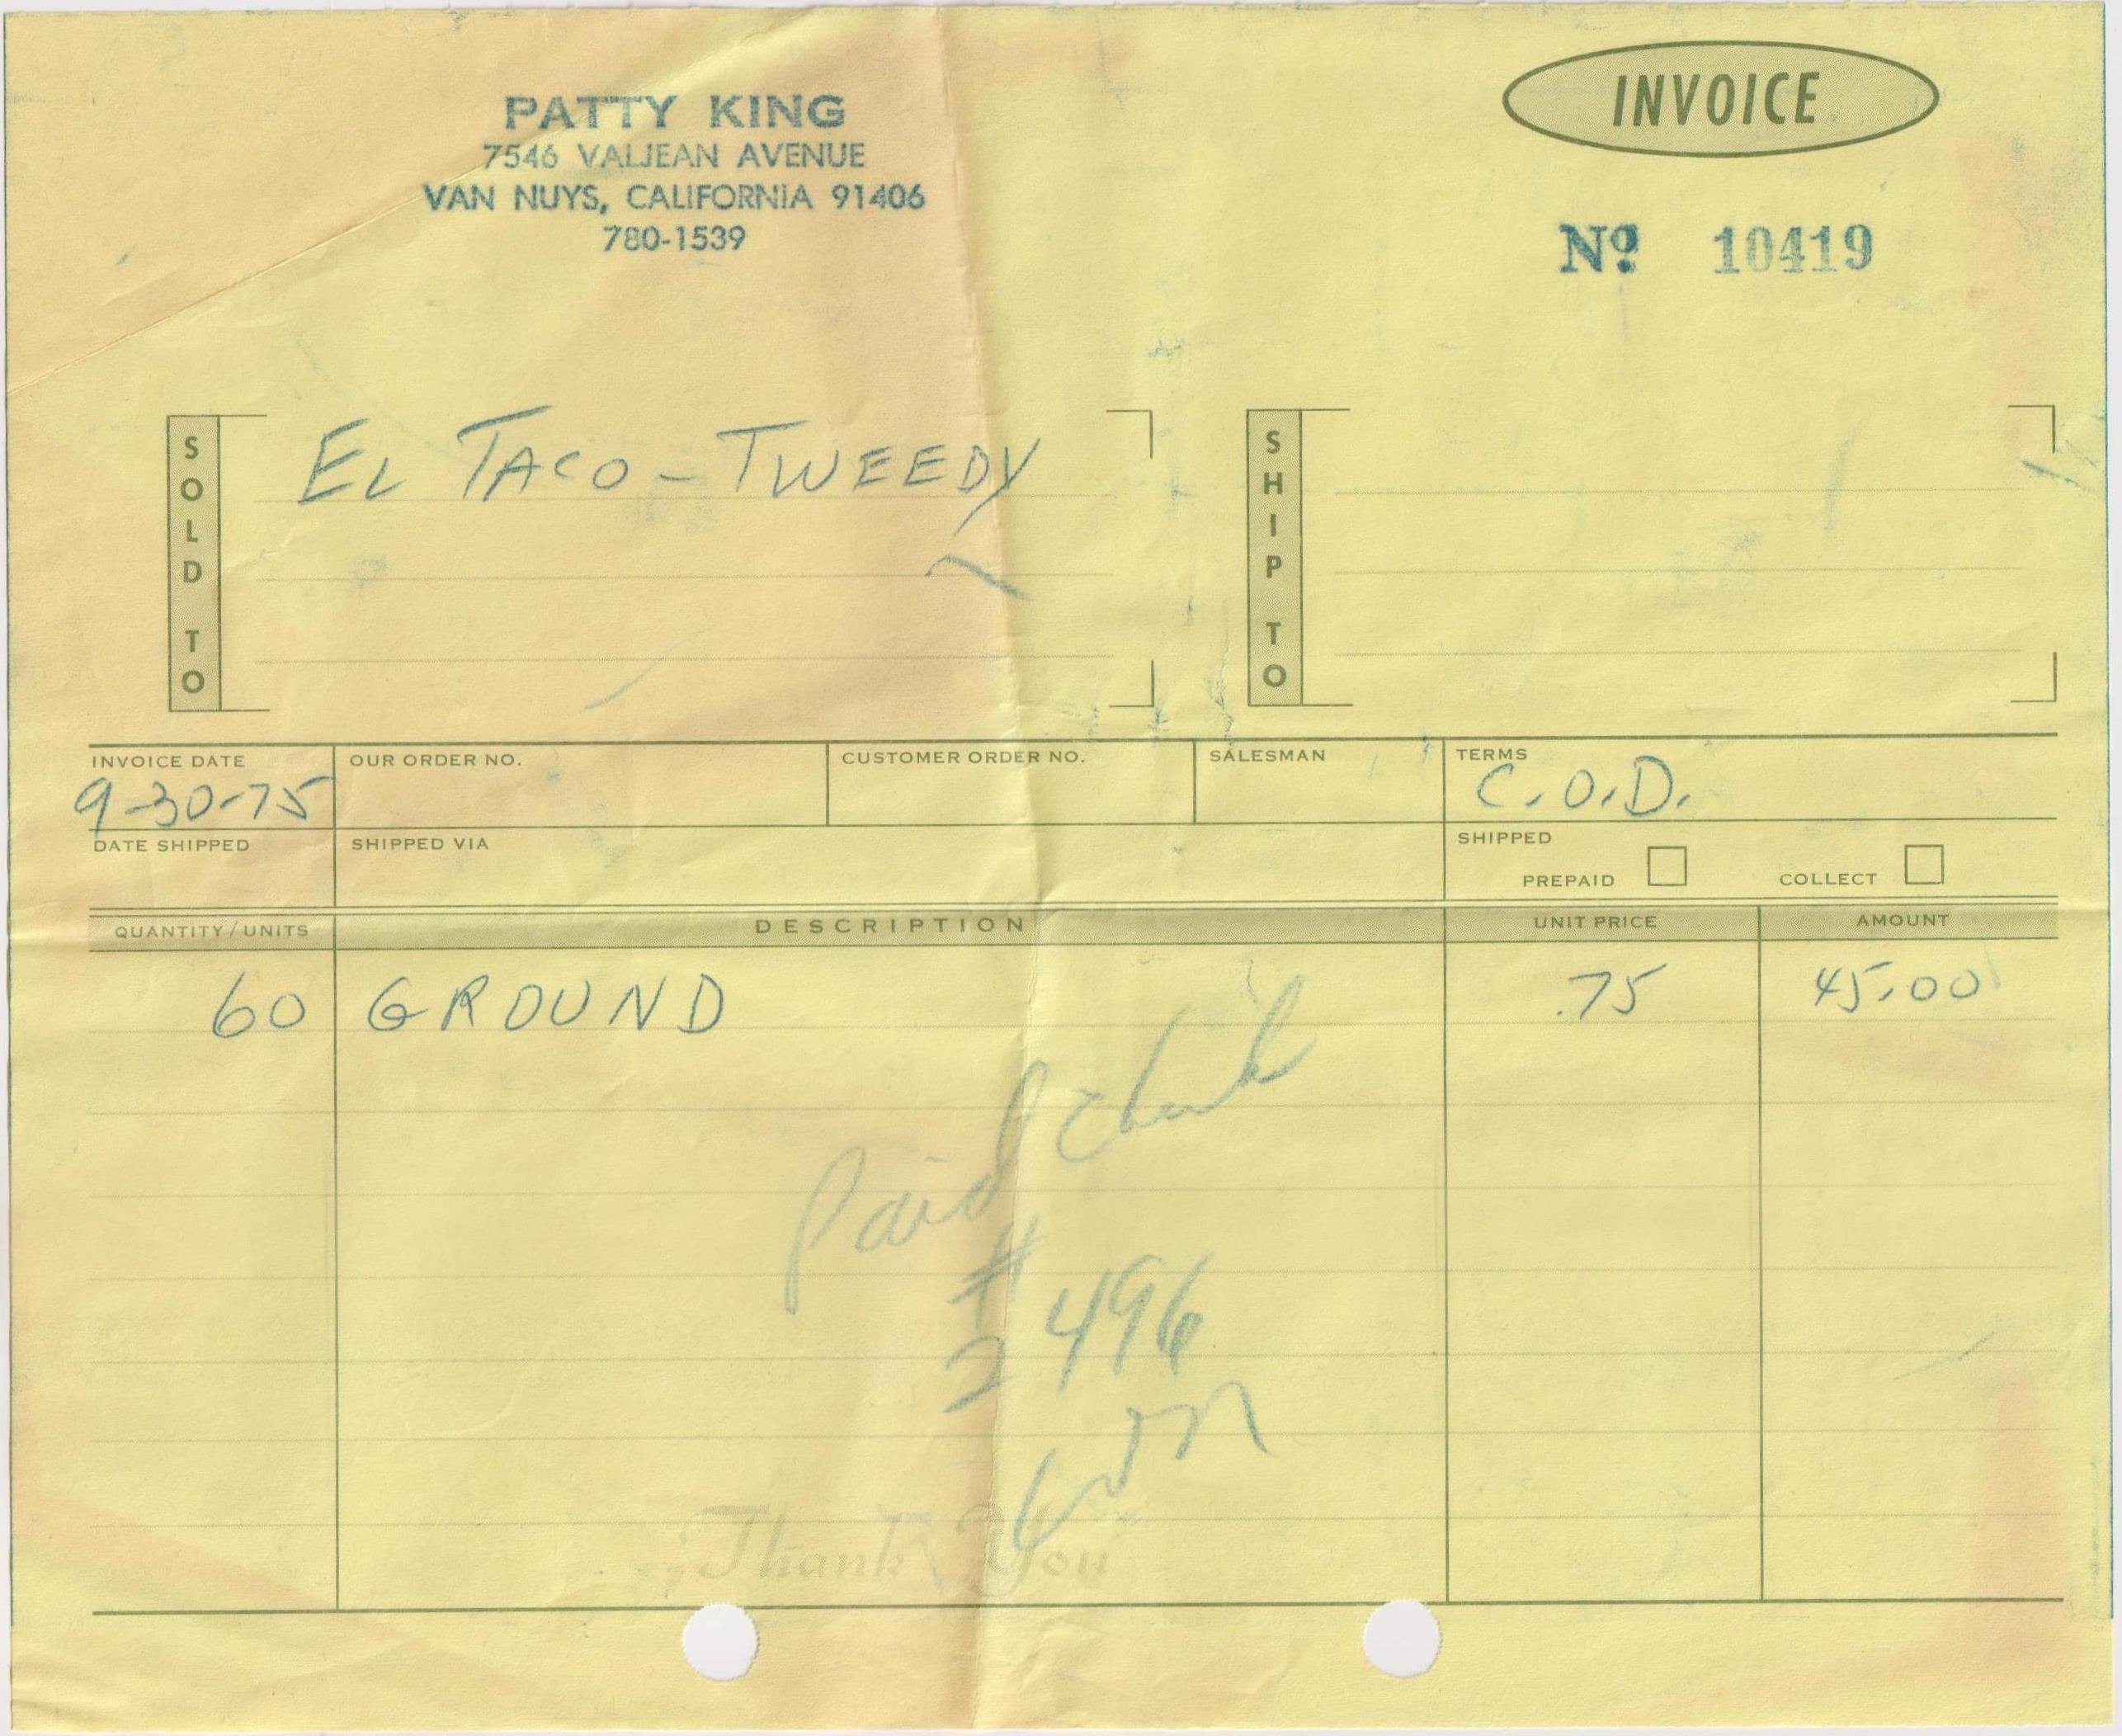 PATTY KING
7546 VALJEAN AVENUE
VAN NUYS, CALIFORNIA 91406
780-1539
INVOICE
Nº 10419
SOLD TO
EL TACO-TWEEDY
SHIP TO
INVOICE DATE
9-30-75
OUR ORDER NO.
CUSTOMER ORDER NO.
SALESMAN
TERMS
C.O.D.
DATE SHIPPED
SHIPPED VIA
SHIPPED
PREPAID
COLLECT
QUANTITY/UNITS DESCRIPTION UNIT PRICE AMOUNT
60 GROUND .75 45.00
Paid Check
#
2496
Thank You